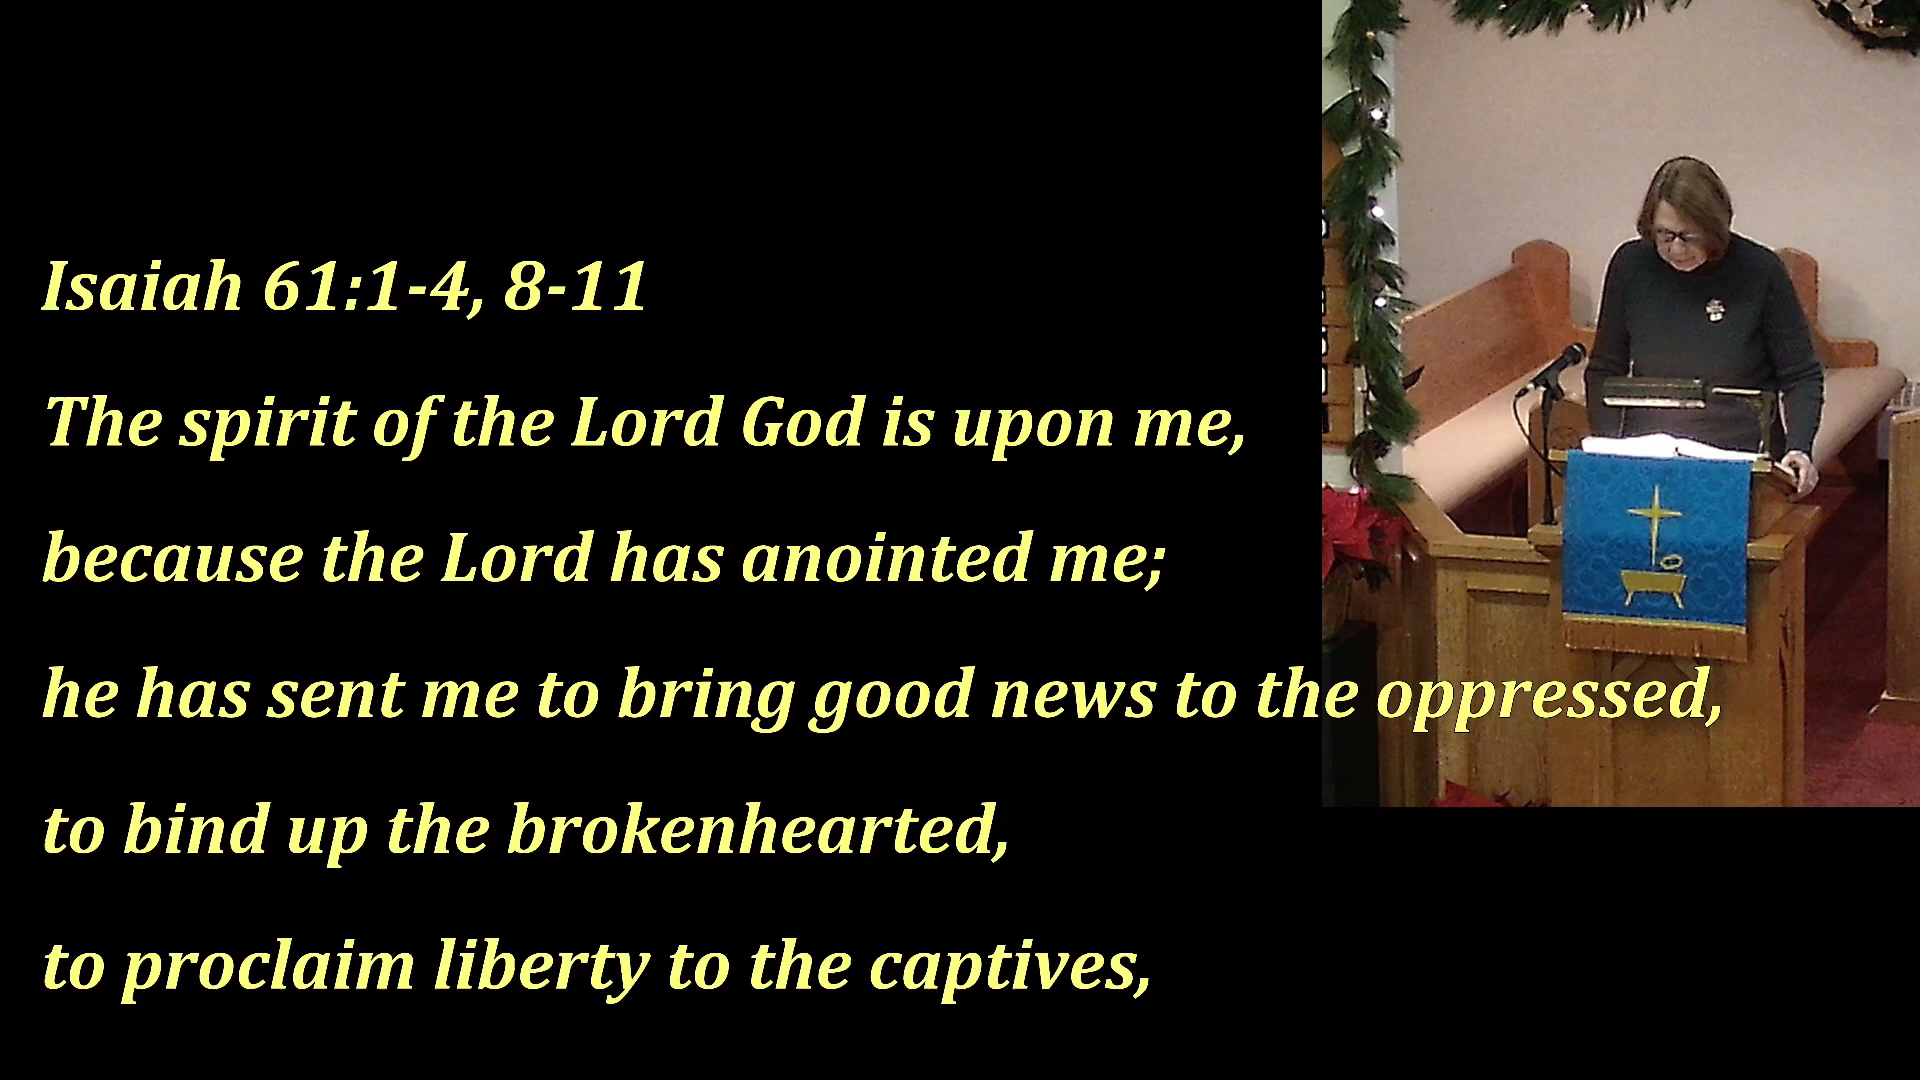 Isaiah 61:1-4, 8-11
The spirit of the Lord God is upon me,
because the Lord has anointed me;
he has sent me to bring good news to the oppressed,
to bind up the brokenhearted,
to proclaim liberty to the captives,